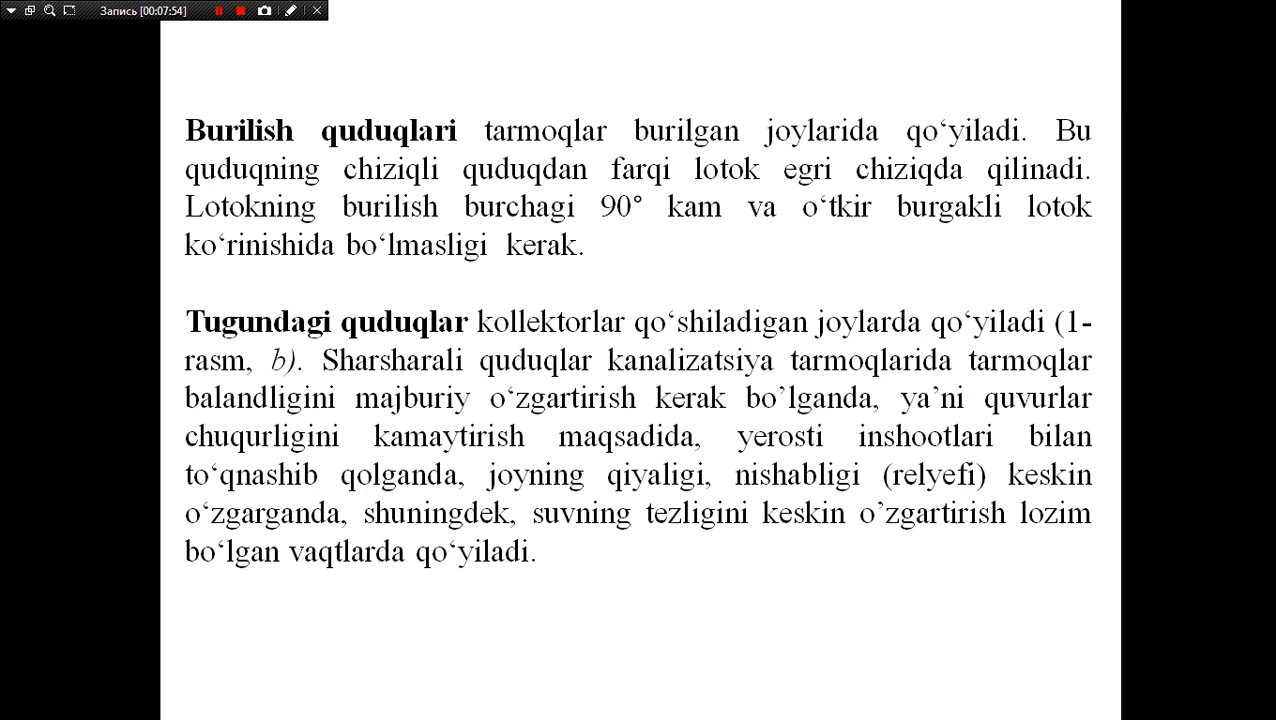 Запись [00:07:54]
Burilish quduqlari tarmoqlar burilgan joylarida qo‘yiladi. Bu
quduqning chiziqli quduqdan farqi lotok egri chiziqda qilinadi.
Lotokning burilish burchagi 90° kam va o‘tkir burgakli lotok
ko‘rinishida bo‘lmasligi kerak.
Tugundagi quduqlar kollektorlar qo‘shiladigan joylarda qo‘yiladi (1-
rasm, b). Sharsharali quduqlar kanalizatsiya tarmoqlarida tarmoqlar
balandligini majburiy o‘zgartirish kerak bo’lganda, ya’ni quvurlar
chuqurligini kamaytirish maqsadida, yerosti inshootlari bilan
to‘qnashib qolganda, joyning qiyaligi, nishabligi (relyefi) keskin
o‘zgarganda, shuningdek, suvning tezligini keskin o’zgartirish lozim
bo‘lgan vaqtlarda qo‘yiladi.